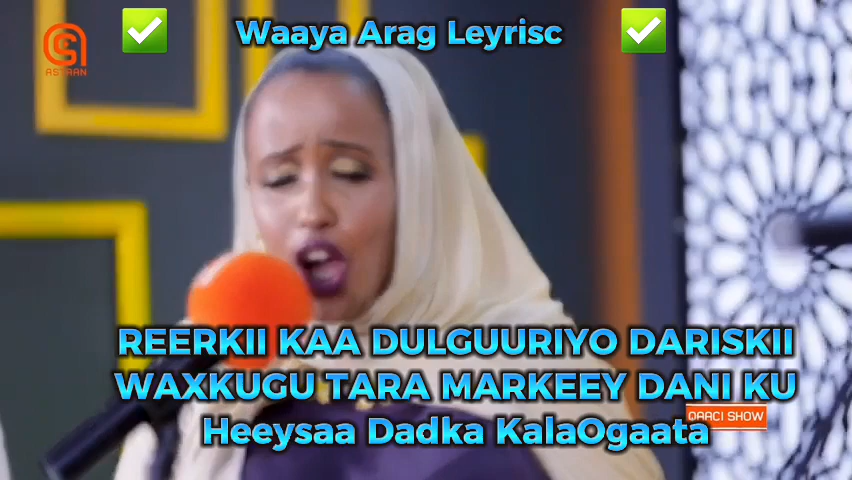 Waaya Arag Leyrisc
ASTAAN
REERKII KAA DULGUURIYO DARISKII
WAXKUGU TARA MARKEEY DANI KU
QAACI SHOW
Heeysaa Dadka KalaOgaata